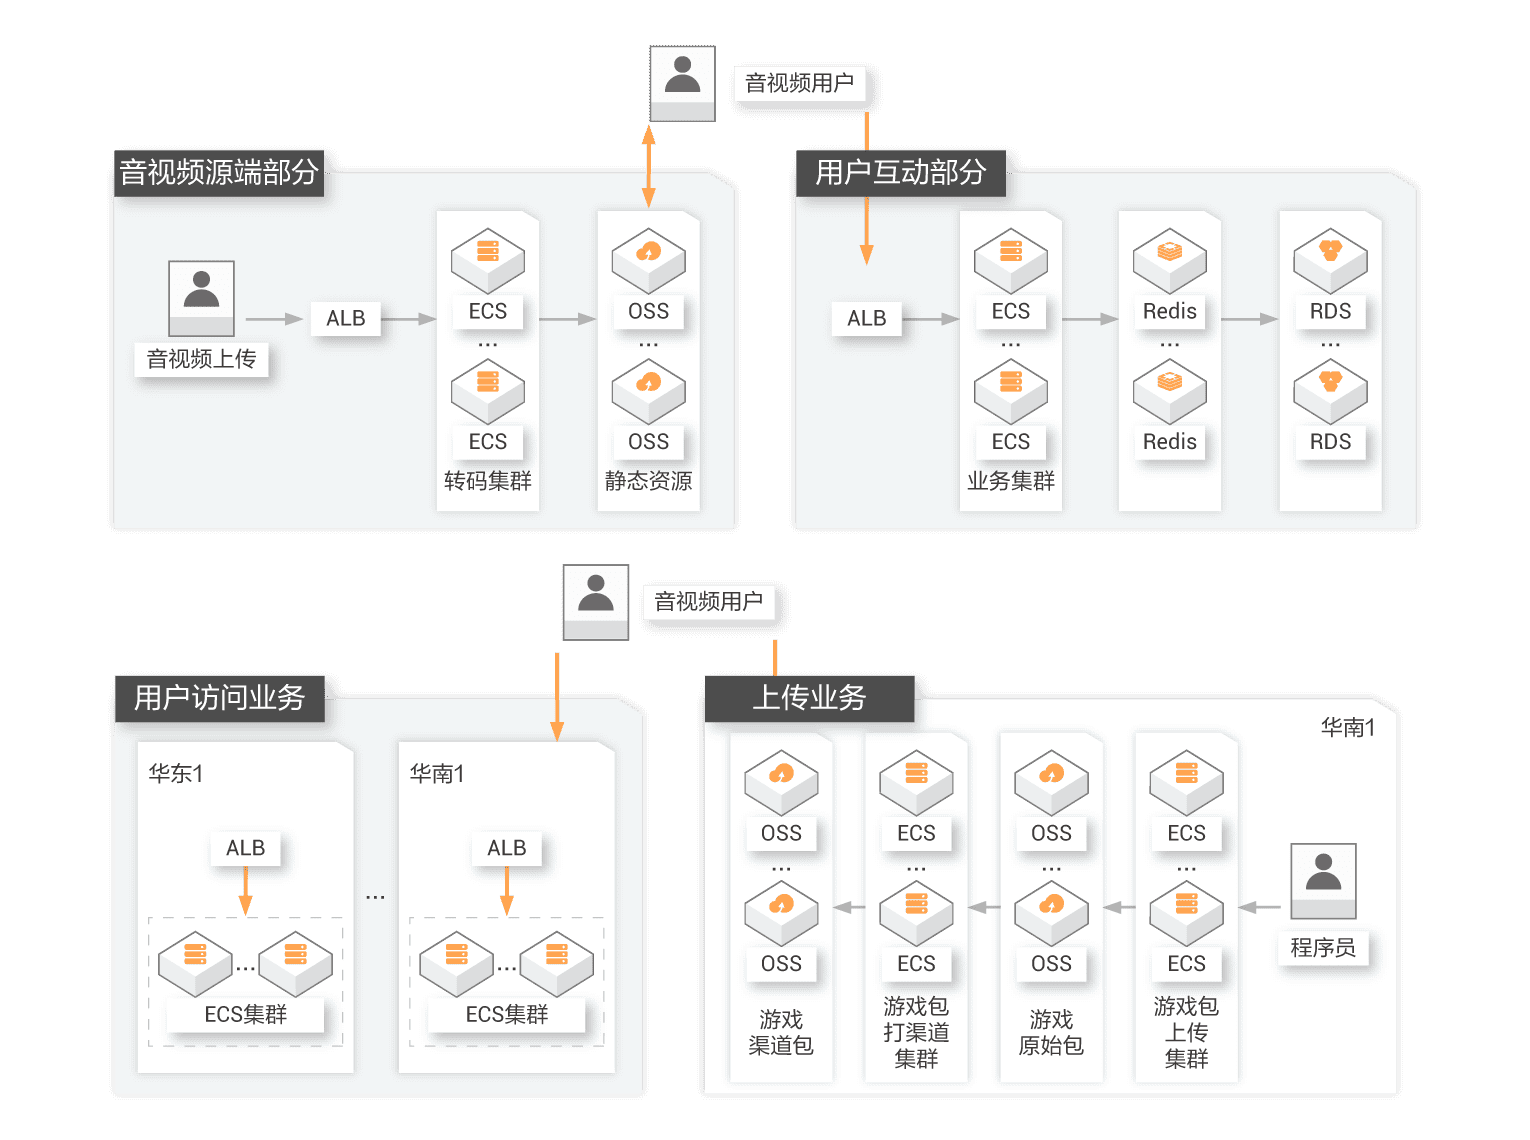 音视频用户
音视频源端部分
音视频上传
ALB
ECS
...
ECS
转码集群
OSS
...
OSS
静态资源
用户互动部分
ALB
ECS
...
ECS
业务集群
Redis
...
Redis
RDS
...
RDS
音视频用户
用户访问业务
华东1
ALB
...
ECS集群
...
华南1
ALB
...
ECS集群
上传业务
华南1
OSS
...
OSS
游戏
渠道包
ECS
...
ECS
游戏包
打渠道
集群
OSS
...
OSS
游戏
原始包
ECS
...
ECS
游戏包
上传
集群
程序员